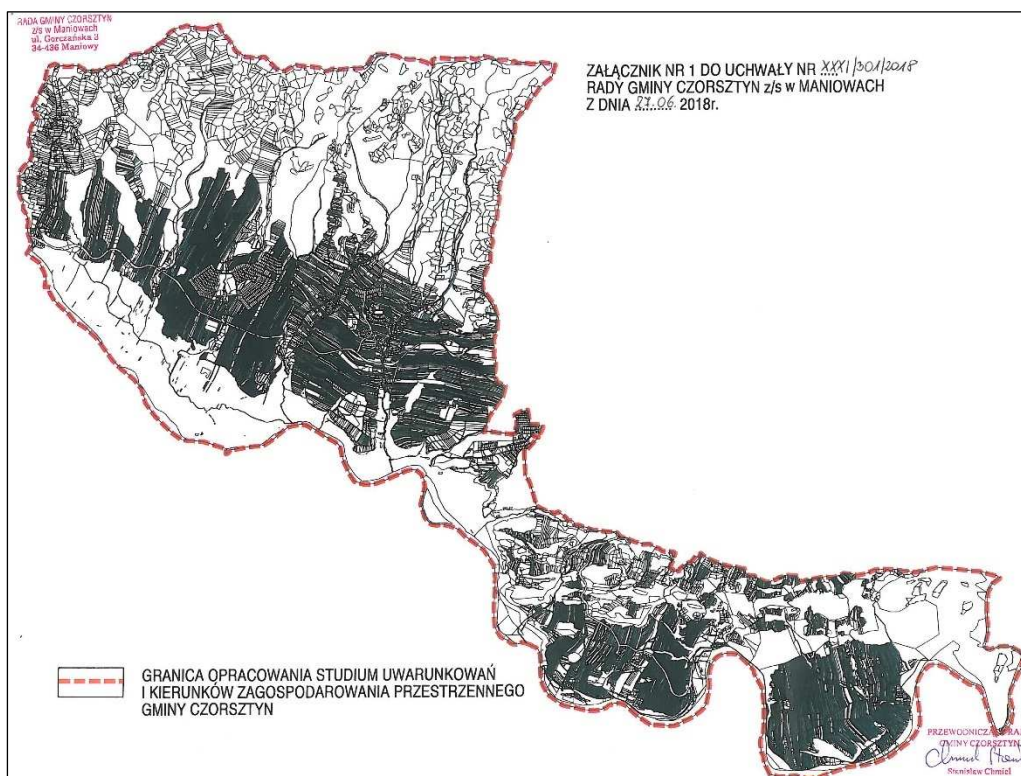 RADA GMINY CZORSZTYN
z/s w Maniowach
ul. Gorczańska 3
34-436 Maniowy
ZAŁĄCZNIK NR 1 DO UCHWAŁY NR XXXI/301/2018
RADY GMINY CZORSZTYN z/s w MANIOWACH
Z DNIA 27.06. 2018r.
GRANICA OPRACOWANIA STUDIUM UWARUNKOWAŃ
I KIERUNKÓW ZAGOSPODAROWANIA PRZESTRZENNEGO
GMINY CZORSZTYN
PRZEWODNICZĄCY RADY
GMINY CZORSZTYN
Stanisław Chmiel